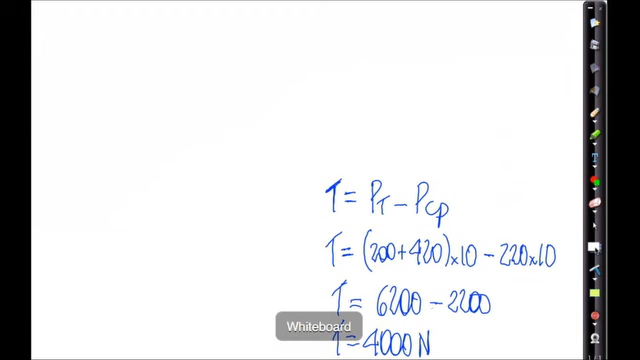 T = P_T - P_cp
T = (200 + 420) x 10 - 220 x 10
T = 6200 - 2200
T = 4000 N
Whiteboard